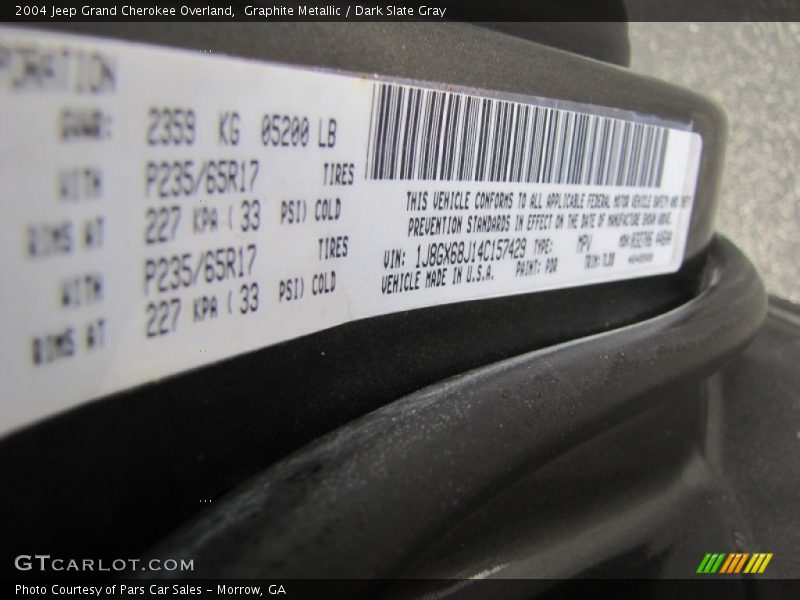 2004 Jeep Grand Cherokee Overland,  Graphite Metallic / Dark Slate Gray
PORATION
GVWR: 2359 KG 05200 LB
WITH P235/65R17 TIRES
RIMS AT 227 KPA ( 33 PSI) COLD
WITH P235/65R17 TIRES
RIMS AT 227 KPA ( 33 PSI) COLD
THIS VEHICLE CONFORMS TO ALL APPLICABLE FEDERAL MOTOR VEHICLE SAFETY AND THEFT
PREVENTION STANDARDS IN EFFECT ON THE DATE OF MANUFACTURE SHOWN ABOVE.
VIN: 1J8GX68J14C157429 TYPE: MPV MDH:
VEHICLE MADE IN U.S.A. PAINT: PDR TRIM:
GTCARLOT.COM
Photo Courtesy of Pars Car Sales - Morrow, GA